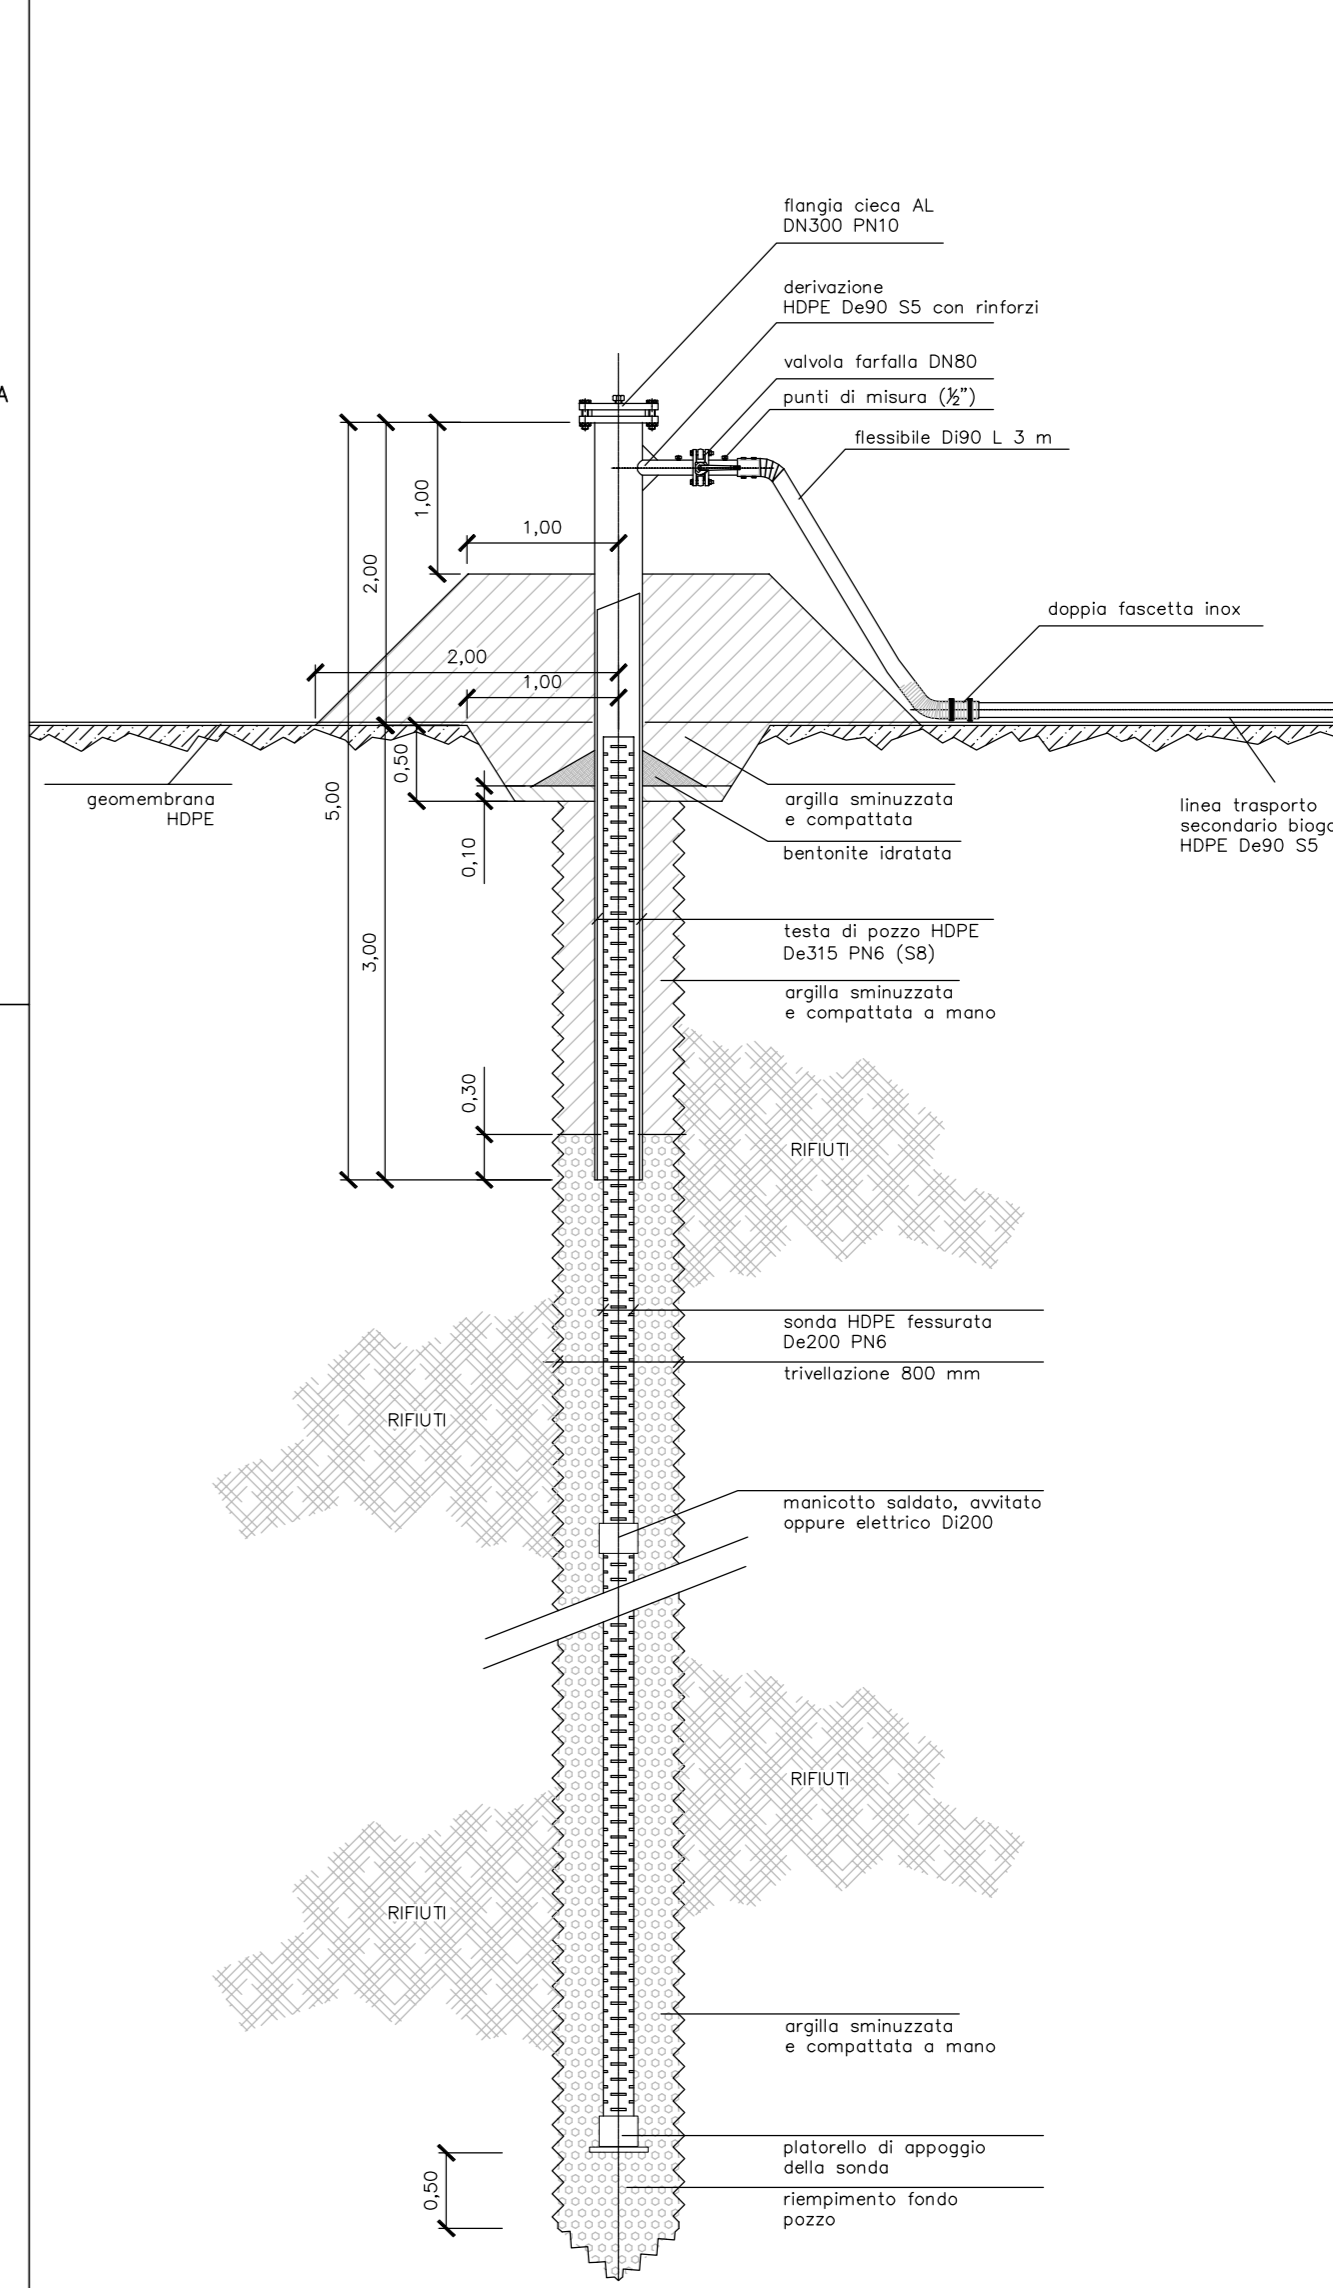 flangia cieca AL
DN300 PN10
derivazione
HDPE De90 S5 con rinforzi
valvola farfalla DN80
punti di misura (½")
flessibile Di90 L 3 m
A
1,00
1,00
2,00
doppia fascetta inox
2,00
1,00
0,50
5,00
geomembrana
HDPE
argilla sminuzzata
e compattata
bentonite idratata
linea trasporto
secondario bioga
HDPE De90 S5
0,10
testa di pozzo HDPE
De315 PN6 (S8)
3,00
argilla sminuzzata
e compattata a mano
0,30
RIFIUTI
sonda HDPE fessurata
De200 PN6
trivellazione 800 mm
RIFIUTI
manicotto saldato, avvitato
oppure elettrico Di200
RIFIUTI
RIFIUTI
argilla sminuzzata
e compattata a mano
platorello di appoggio
della sonda
0,50
riempimento fondo
pozzo